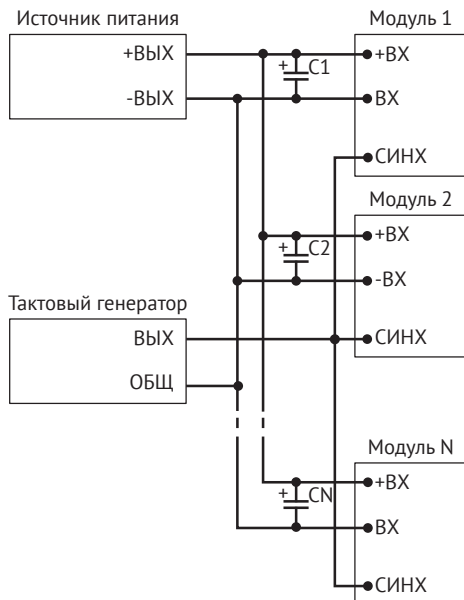 Источник питания
+ВЫХ
-ВЫХ
+ C1
Модуль 1
+ВХ
ВХ
СИНХ
Модуль 2
+ВХ
-ВХ
СИНХ
+ C2
Тактовый генератор
ВЫХ
ОБЩ
Модуль N
+ВХ
ВХ
СИНХ
+ CN